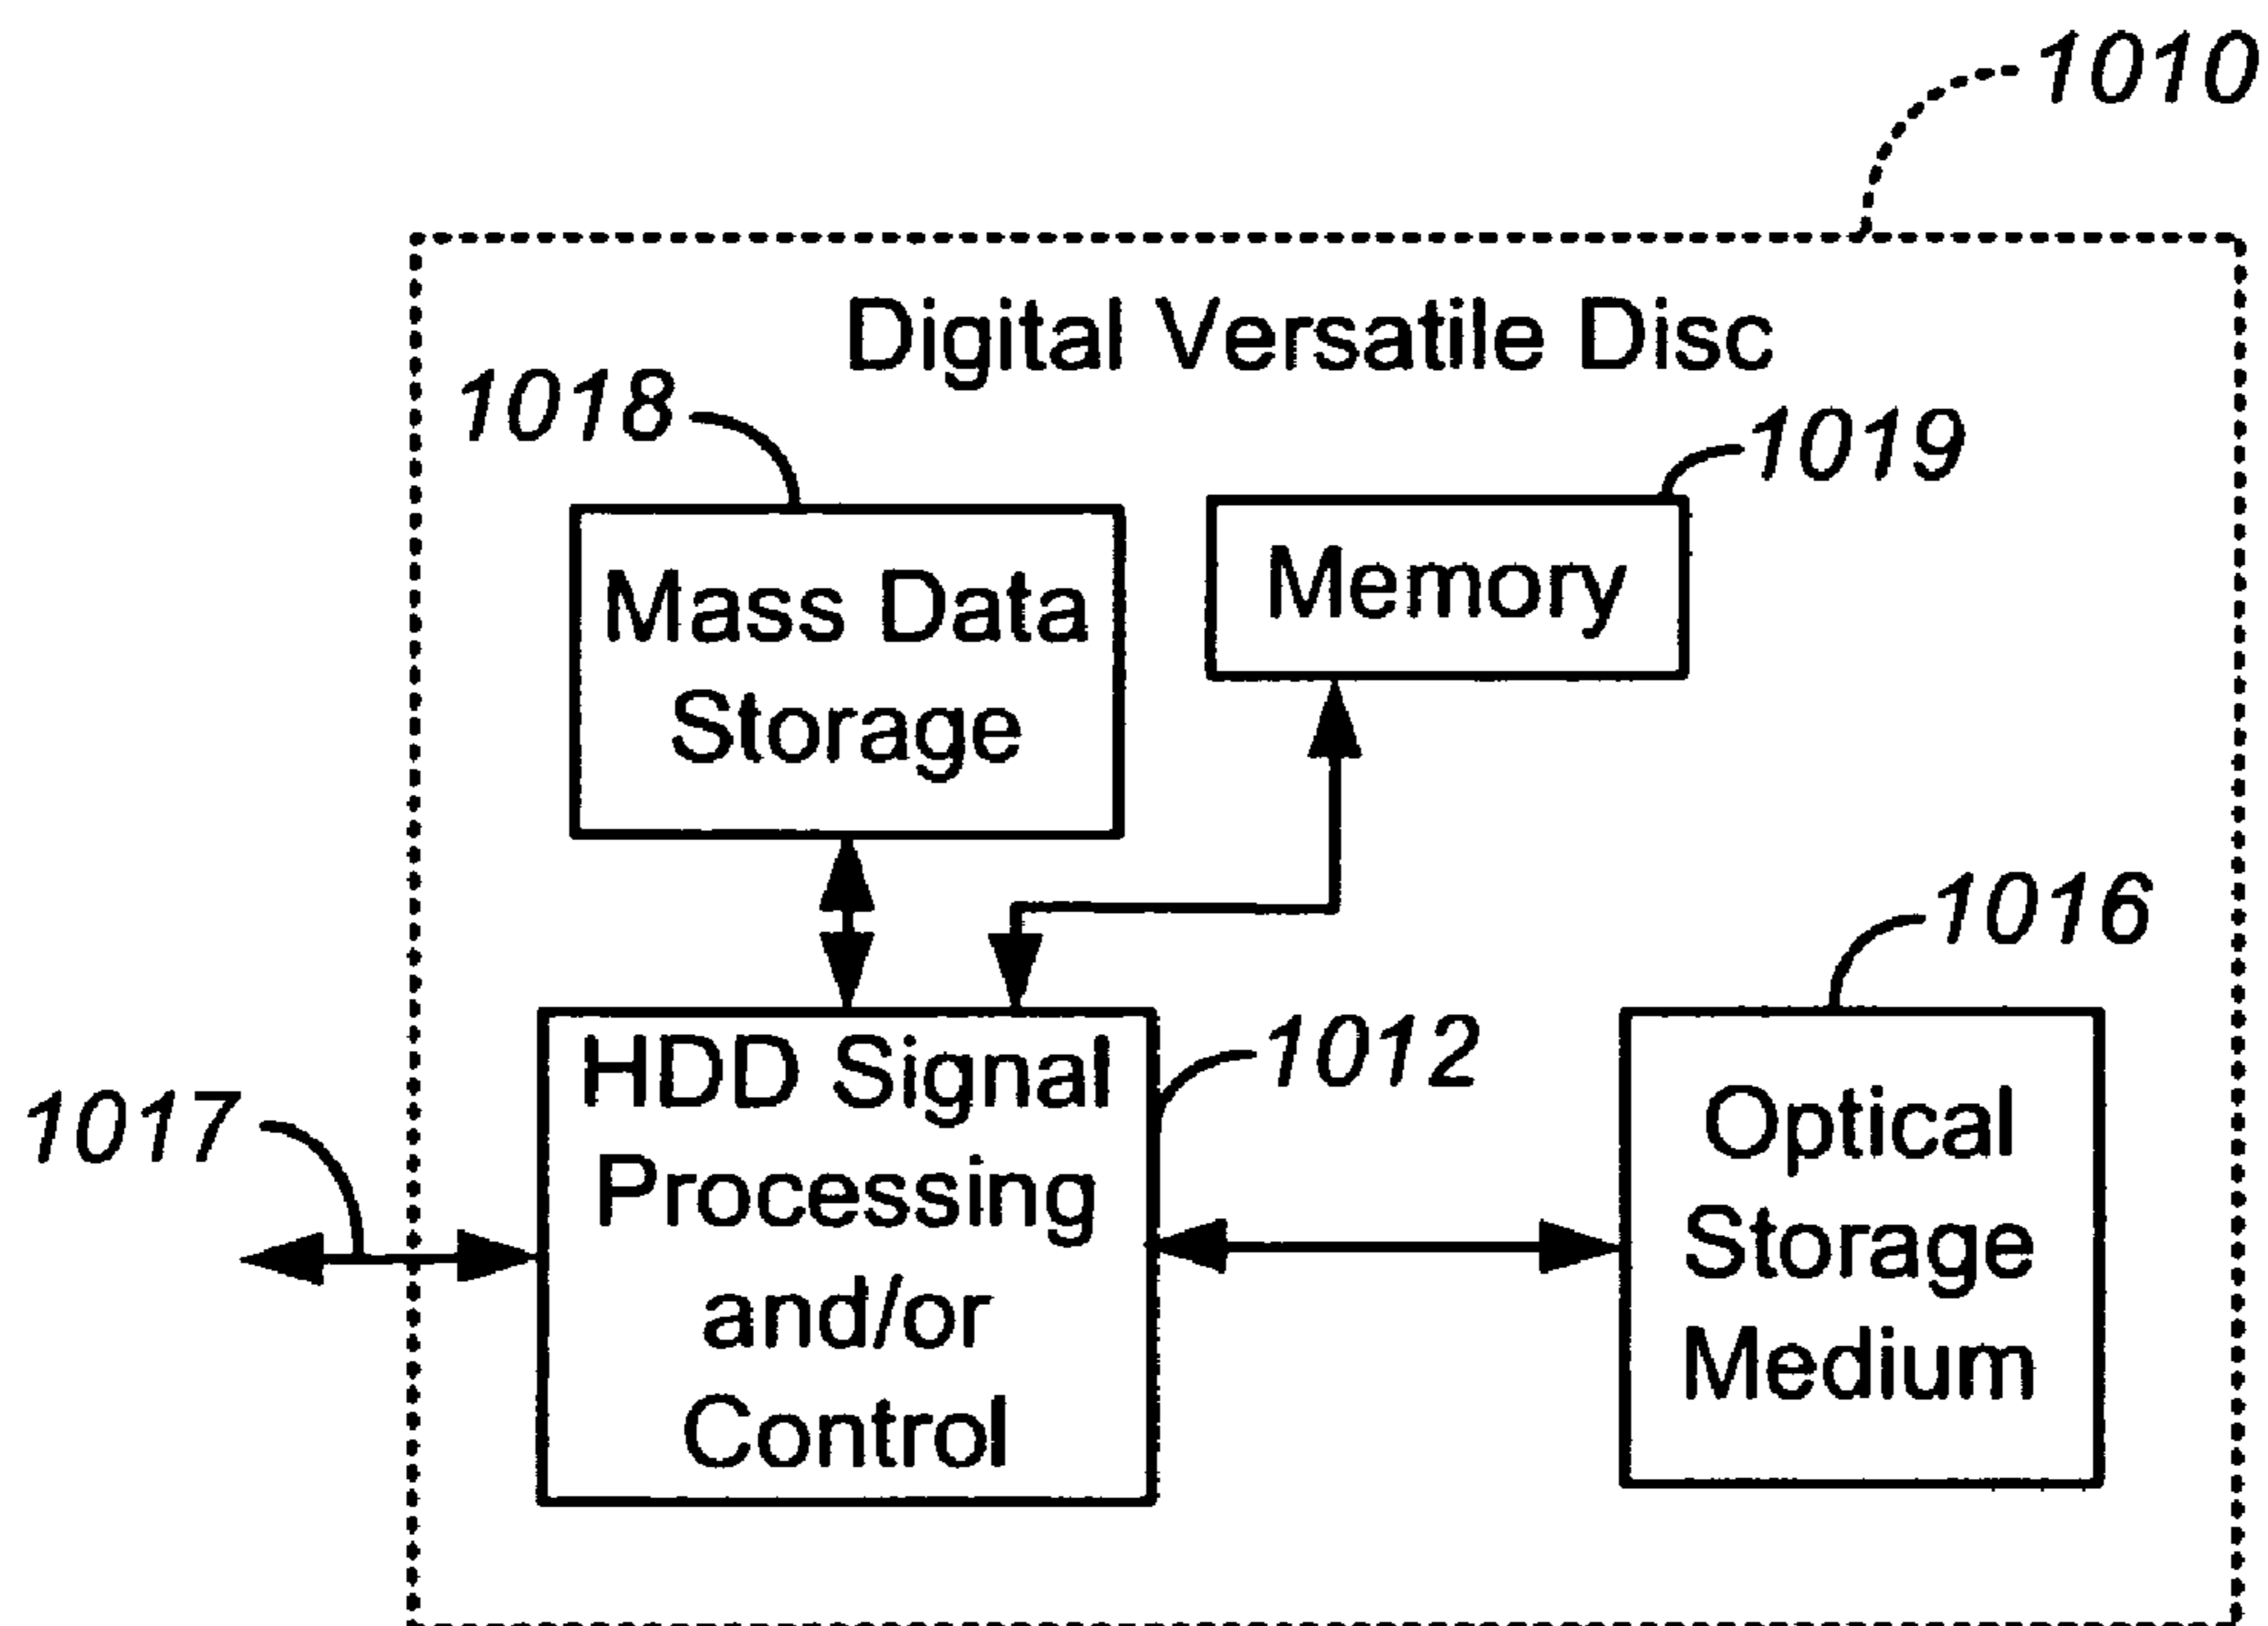 1010
Digital Versatile Disc
1018
1019
Mass Data
Storage
Memory
1016
HDD Signal
Processing
and/or
Control
1012
1017
Optical
Storage
Medium